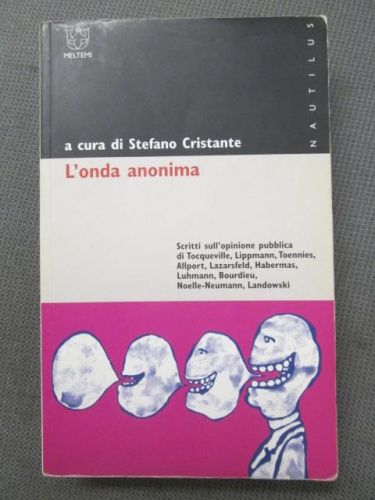 MELTEMI
NAUTILUS
a cura di Stefano Cristante
L'onda anonima
Scritti sull'opinione pubblica
di Tocqueville, Lippmann, Toennies,
Allport, Lazarsfeld, Habermas,
Luhmann, Bourdieu,
Noelle-Neumann, Landowski